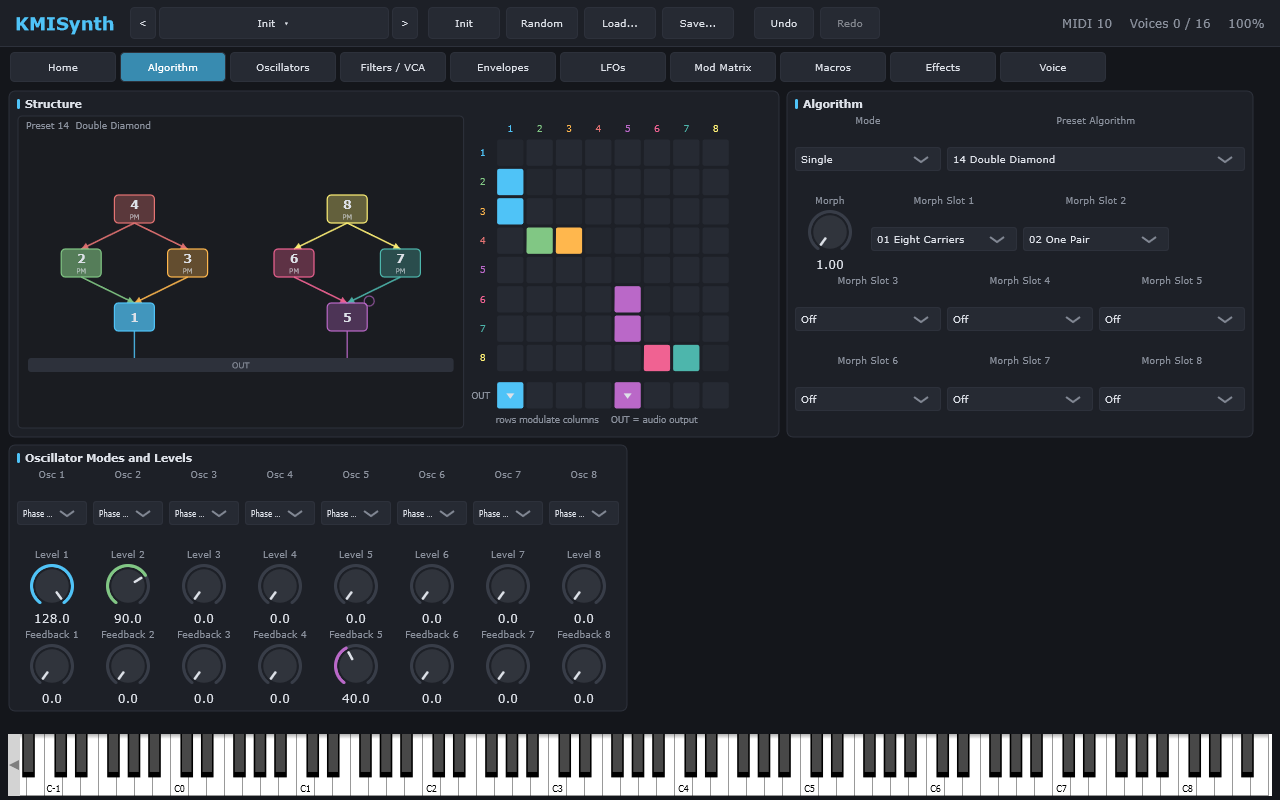 KMISynth < Init > Init Random Load... Save... Undo Redo MIDI 10 Voices 0 / 16 100%
Home Algorithm Oscillators Filters / VCA Envelopes LFOs Mod Matrix Macros Effects Voice
Structure
Preset 14 Double Diamond
4
PM
8
PM
2
PM
3
PM
6
PM
7
PM
1
5
OUT
1 2 3 4 5 6 7 8
1
2
3
4
5
6
7
8
OUT
rows modulate columns OUT = audio output
Algorithm
Mode Preset Algorithm
Single 14 Double Diamond
Morph Morph Slot 1 Morph Slot 2
01 Eight Carriers 02 One Pair
1.00
Morph Slot 3 Morph Slot 4 Morph Slot 5
Off Off Off
Morph Slot 6 Morph Slot 7 Morph Slot 8
Off Off Off
Oscillator Modes and Levels
Osc 1 Osc 2 Osc 3 Osc 4 Osc 5 Osc 6 Osc 7 Osc 8
Phase ... Phase ... Phase ... Phase ... Phase ... Phase ... Phase ... Phase ...
Level 1 Level 2 Level 3 Level 4 Level 5 Level 6 Level 7 Level 8
128.0 90.0 0.0 0.0 0.0 0.0 0.0 0.0
Feedback 1 Feedback 2 Feedback 3 Feedback 4 Feedback 5 Feedback 6 Feedback 7 Feedback 8
0.0 0.0 0.0 0.0 40.0 0.0 0.0 0.0
C-1 C0 C1 C2 C3 C4 C5 C6 C7 C8